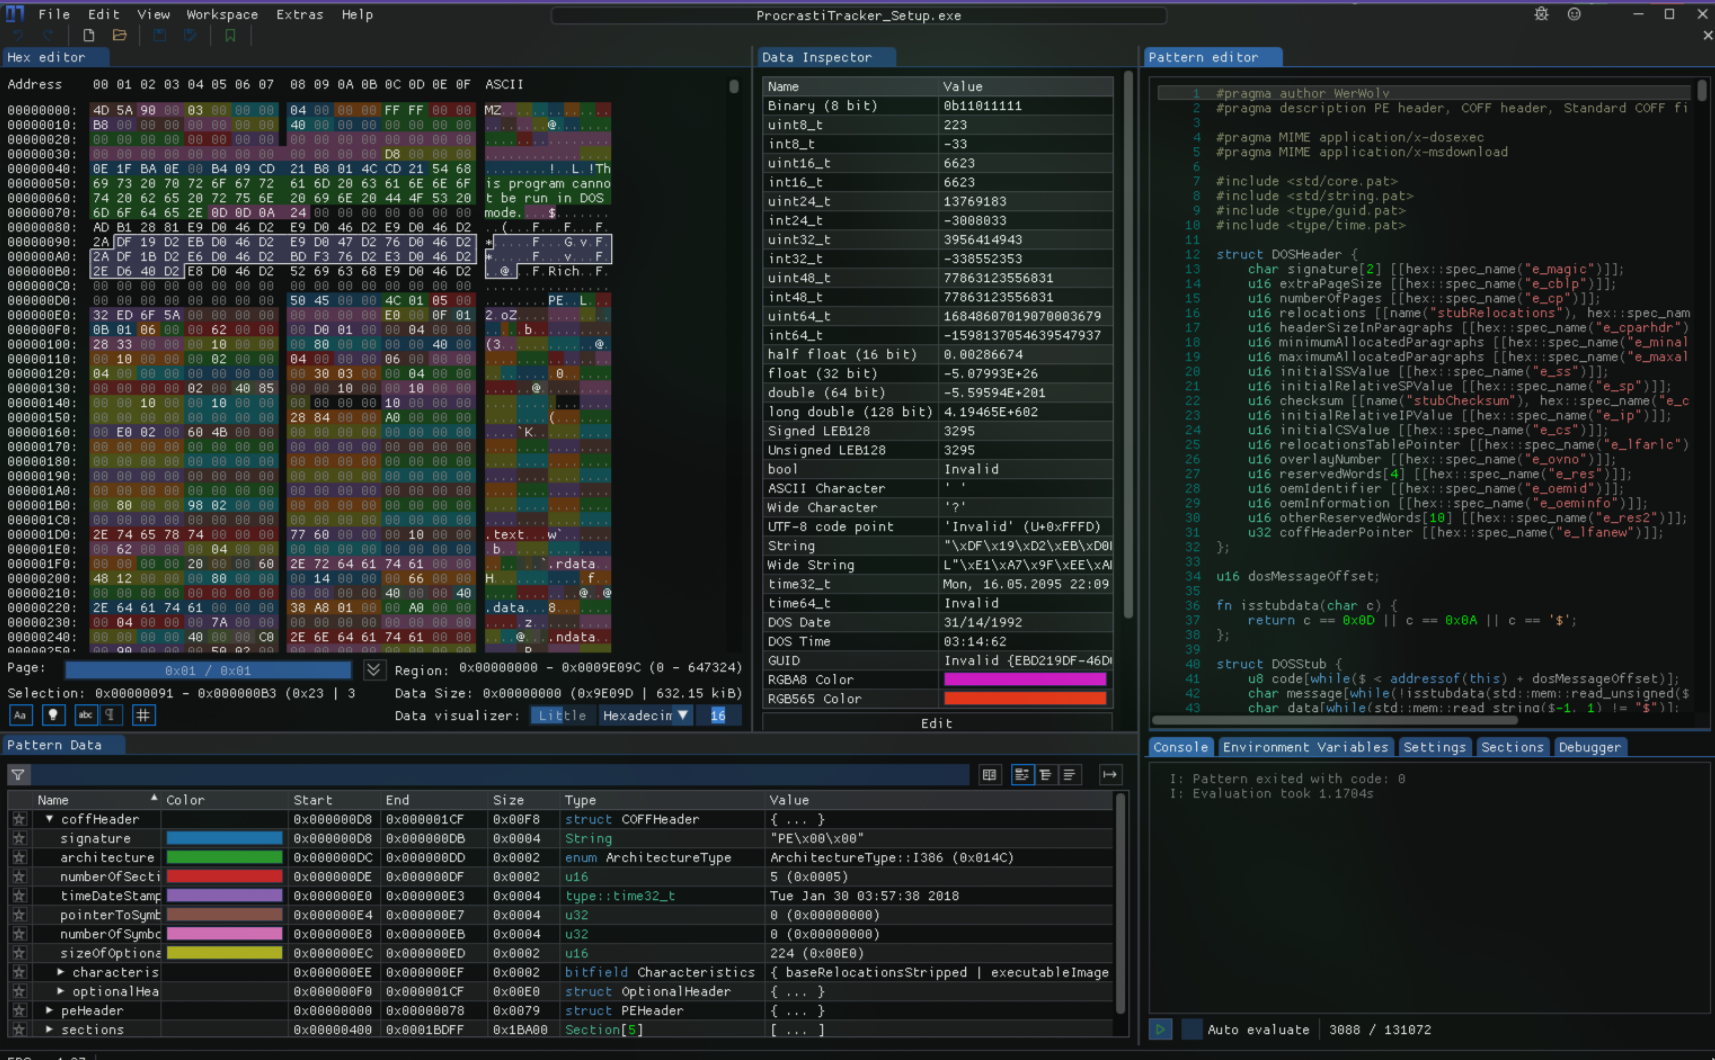 File Edit View Workspace Extras Help
ProcrastiTracker_Setup.exe
Hex editor
Address 00 01 02 03 04 05 06 07 08 09 0A 0B 0C 0D 0E 0F ASCII
00000000: 4D 5A 90 00 03 00 00 00 04 00 00 00 FF FF 00 00 MZ
00000010: B8 00 00 00 00 00 00 00 40 00 00 00 00 00 00 00 ........@.......
00000020: 00 00 00 00 00 00 00 00 00 00 00 00 00 00 00 00
00000030: 00 00 00 00 00 00 00 00 00 00 00 00 D8 00 00 00
00000040: 0E 1F BA 0E 00 B4 09 CD 21 B8 01 4C CD 21 54 68 ........!..L.!Th
00000050: 69 73 20 70 72 6F 67 72 61 6D 20 63 61 6E 6E 6F is program canno
00000060: 74 20 62 65 20 72 75 6E 20 69 6E 20 44 4F 53 20 t be run in DOS
00000070: 6D 6F 64 65 2E 0D 0D 0A 24 00 00 00 00 00 00 00 mode....$.......
00000080: AD B1 28 81 E9 D0 46 D2 E9 D0 46 D2 E9 D0 46 D2 ..(...F...F...F.
00000090: 2A DF 19 D2 EB D0 46 D2 E9 D0 47 D2 76 D0 46 D2 *.....F...G.v.F.
000000A0: 2A DF 1B D2 E6 D0 46 D2 BD F3 76 D2 E3 D0 46 D2 *.....F...v...F.
000000B0: 2E D6 40 D2 E8 D0 46 D2 52 69 63 68 E9 D0 46 D2 ..@...F.Rich..F.
000000C0: 00 00 00 00 00 00 00 00 00 00 00 00 00 00 00 00
000000D0: 00 00 00 00 00 00 00 00 50 45 00 00 4C 01 05 00 ........PE..L...
000000E0: 32 ED 6F 5A 00 00 00 00 00 00 00 00 E0 00 0F 01 2.oZ
000000F0: 0B 01 06 00 00 62 00 00 00 D0 01 00 00 04 00 00 .....b..........
00000100: 28 33 00 00 00 10 00 00 00 80 00 00 00 00 40 00 (3............@.
00000110: 00 10 00 00 00 02 00 00 04 00 00 00 06 00 00 00
00000120: 04 00 00 00 00 00 00 00 00 30 03 00 00 04 00 00 .........0......
00000130: 00 00 00 00 02 00 40 85 00 00 10 00 00 10 00 00 ......@.........
00000140: 00 00 10 00 00 10 00 00 00 00 00 00 10 00 00 00
00000150: 00 00 00 00 00 00 00 00 28 84 00 00 A0 00 00 00 ........(.......
00000160: 00 E0 02 00 60 4B 00 00 00 00 00 00 00 00 00 00 ....`K..........
00000170: 00 00 00 00 00 00 00 00 00 00 00 00 00 00 00 00
00000180: 00 00 00 00 00 00 00 00 00 00 00 00 00 00 00 00
00000190: 00 00 00 00 00 00 00 00 00 00 00 00 00 00 00 00
000001A0: 00 00 00 00 00 00 00 00 00 00 00 00 00 00 00 00
000001B0: 00 80 00 00 98 02 00 00 00 00 00 00 00 00 00 00
000001C0: 00 00 00 00 00 00 00 00 00 00 00 00 00 00 00 00
000001D0: 2E 74 65 78 74 00 00 00 77 60 00 00 00 10 00 00 .text...w`......
000001E0: 00 62 00 00 00 04 00 00 00 00 00 00 00 00 00 00 .b..............
000001F0: 00 00 00 00 20 00 00 60 2E 72 64 61 74 61 00 00 .......`.rdata..
00000200: 48 12 00 00 00 80 00 00 00 14 00 00 00 66 00 00 H............f..
00000210: 00 00 00 00 00 00 00 00 00 00 00 00 40 00 00 40 ............@..@
00000220: 2E 64 61 74 61 00 00 00 38 A8 01 00 00 A0 00 00 .data...8.......
00000230: 00 04 00 00 00 7A 00 00 00 00 00 00 00 00 00 00 .....z..........
00000240: 00 00 00 00 40 00 00 C0 2E 6E 64 61 74 61 00 00 ....@....ndata..
Page: 0x01 / 0x01
Region: 0x00000000 - 0x0009E09C (0 - 647324)
Selection: 0x00000091 - 0x000000B3 (0x23 | 3
Data Size: 0x00000000 (0x9E09D | 632.15 kiB)
Data visualizer: Little Hexadecim 16
Data Inspector
Name Value
Binary (8 bit) 0b11011111
uint8_t 223
int8_t -33
uint16_t 6623
int16_t 6623
uint24_t 13769183
int24_t -3008033
uint32_t 3956414943
int32_t -338552353
uint48_t 77863123556831
int48_t 77863123556831
uint64_t 16848607019070003679
int64_t -1598137054639547937
half float (16 bit) 0.00286674
float (32 bit) -5.07993E+26
double (64 bit) -5.59594E+201
long double (128 bit) 4.19465E+602
Signed LEB128 3295
Unsigned LEB128 3295
bool Invalid
ASCII Character ' '
Wide Character '?'
UTF-8 code point 'Invalid' (U+0xFFFD)
String "\xDF\x19\xD2\xEB\xD0
Wide String L"\xE1\xA7\x9F\xEE\xA
time32_t Mon, 16.05.2095 22:09
time64_t Invalid
DOS Date 31/14/1992
DOS Time 03:14:62
GUID Invalid {EBD219DF-46D
RGBA8 Color
RGB565 Color
Edit
Pattern editor
1 #pragma author WerWolv
2 #pragma description PE header, COFF header, Standard COFF fi
3
4 #pragma MIME application/x-dosexec
5 #pragma MIME application/x-msdownload
6
7 #include <std/core.pat>
8 #include <std/string.pat>
9 #include <type/guid.pat>
10 #include <type/time.pat>
11
12 struct DOSHeader {
13 char signature[2] [[hex::spec_name("e_magic")]];
14 u16 extraPageSize [[hex::spec_name("e_cblp")]];
15 u16 numberOfPages [[hex::spec_name("e_cp")]];
16 u16 relocations [[name("stubRelocations"), hex::spec_nam
17 u16 headerSizeInParagraphs [[hex::spec_name("e_cparhdr")
18 u16 minimumAllocatedParagraphs [[hex::spec_name("e_minal
19 u16 maximumAllocatedParagraphs [[hex::spec_name("e_maxal
20 u16 initialSSValue [[hex::spec_name("e_ss")]];
21 u16 initialRelativeSPValue [[hex::spec_name("e_sp")]];
22 u16 checksum [[name("stubChecksum"), hex::spec_name("e_c
23 u16 initialRelativeIPValue [[hex::spec_name("e_ip")]];
24 u16 initialCSValue [[hex::spec_name("e_cs")]];
25 u16 relocationsTablePointer [[hex::spec_name("e_lfarlc")
26 u16 overlayNumber [[hex::spec_name("e_ovno")]];
27 u16 reservedWords[4] [[hex::spec_name("e_res")]];
28 u16 oemIdentifier [[hex::spec_name("e_oemid")]];
29 u16 oemInformation [[hex::spec_name("e_oeminfo")]];
30 u16 otherReservedWords[10] [[hex::spec_name("e_res2")]];
31 u32 coffHeaderPointer [[hex::spec_name("e_lfanew")]];
32 };
33
34 u16 dosMessageOffset;
35
36 fn isstubdata(char c) {
37 return c == 0x0D || c == 0x0A || c == '$';
38 };
39
40 struct DOSStub {
41 u8 code[while($ < addressof(this) + dosMessageOffset)];
42 char message[while(!isstubdata(std::mem::read_unsigned($
43 char data[while(std::mem::read_string($-1, 1) != "$")];
Pattern Data
Name Color Start End Size Type Value
coffHeader 0x000000D8 0x000001CF 0x00F8 struct COFFHeader { ... }
signature 0x000000D8 0x000000DB 0x0004 String "PE\x00\x00"
architecture 0x000000DC 0x000000DD 0x0002 enum ArchitectureType ArchitectureType::I386 (0x014C)
numberOfSecti 0x000000DE 0x000000DF 0x0002 u16 5 (0x0005)
timeDateStamp 0x000000E0 0x000000E3 0x0004 type::time32_t Tue Jan 30 03:57:38 2018
pointerToSymb 0x000000E4 0x000000E7 0x0004 u32 0 (0x00000000)
numberOfSymbo 0x000000E8 0x000000EB 0x0004 u32 0 (0x00000000)
sizeOfOptiona 0x000000EC 0x000000ED 0x0002 u16 224 (0x00E0)
characteris 0x000000EE 0x000000EF 0x0002 bitfield Characteristics { baseRelocationsStripped | executableImage
optionalHea 0x000000F0 0x000001CF 0x00E0 struct OptionalHeader { ... }
peHeader 0x00000000 0x00000078 0x0079 struct PEHeader { ... }
sections 0x00000400 0x0001BDFF 0x1BA00 Section[5] [ ... ]
Console Environment Variables Settings Sections Debugger
I: Pattern exited with code: 0
I: Evaluation took 1.1704s
Auto evaluate 3088 / 131072